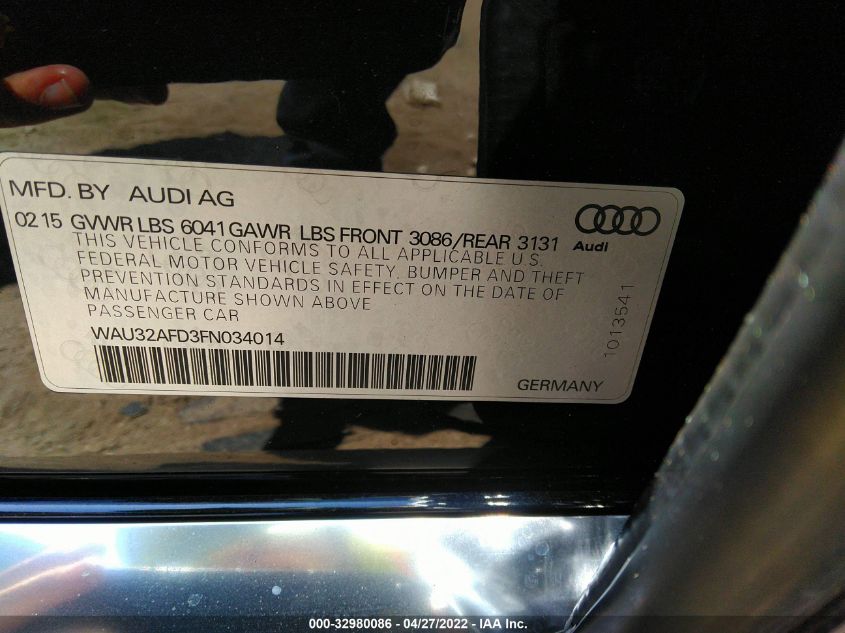 MFD. BY AUDI AG
02 15 GVWR LBS 6041 GAWR LBS FRONT 3086/REAR 3131
THIS VEHICLE CONFORMS TO ALL APPLICABLE U.S.
FEDERAL MOTOR VEHICLE SAFETY, BUMPER AND THEFT
PREVENTION STANDARDS IN EFFECT ON THE DATE OF
MANUFACTURE SHOWN ABOVE
PASSENGER CAR
WAU32AFD3FN034014
Audi
1013541
GERMANY
000-32980086 - 04/27/2022 - IAA Inc.